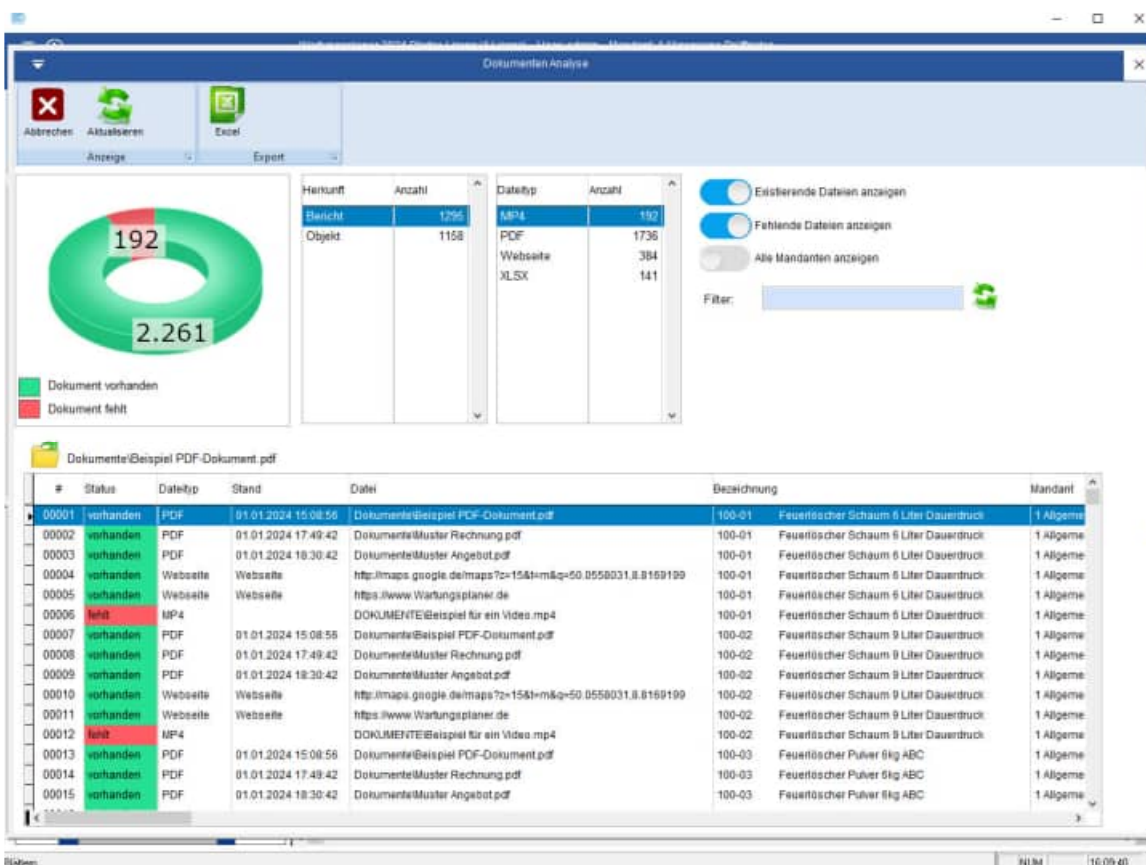 Dokumenten Analyse
Abbrechen Aktualisieren Excel
Anzeige Export
192
2.261
Dokument vorhanden
Dokument fehlt
Herkunft Anzahl
Bericht 1295
Objekt 1158
Dateityp Anzahl
MP4 192
PDF 1736
Webseite 384
XLSX 141
Existierende Dateien anzeigen
Fehlende Dateien anzeigen
Alle Mandanten anzeigen
Filter:
Dokumente\Beispiel PDF-Dokument.pdf
# Status Dateityp Stand Datei Bezeichnung Mandant
00001 vorhanden PDF 01.01.2024 15:08:56 Dokumente\Beispiel PDF-Dokument.pdf 100-01 Feuerlöscher Schaum 6 Liter Dauerdruck 1 Allgeme
00002 vorhanden PDF 01.01.2024 17:49:42 Dokumente\Muster Rechnung.pdf 100-01 Feuerlöscher Schaum 6 Liter Dauerdruck 1 Allgeme
00003 vorhanden PDF 01.01.2024 18:30:42 Dokumente\Muster Angebot.pdf 100-01 Feuerlöscher Schaum 6 Liter Dauerdruck 1 Allgeme
00004 vorhanden Webseite Webseite http://maps.google.de/maps?z=15&t=m&q=50.0558031,8.8169199 100-01 Feuerlöscher Schaum 6 Liter Dauerdruck 1 Allgeme
00005 vorhanden Webseite Webseite https://www.Wartungsplaner.de 100-01 Feuerlöscher Schaum 6 Liter Dauerdruck 1 Allgeme
00006 fehlt MP4 DOKUMENTE\Beispiel für ein Video.mp4 100-01 Feuerlöscher Schaum 6 Liter Dauerdruck 1 Allgeme
00007 vorhanden PDF 01.01.2024 15:08:56 Dokumente\Beispiel PDF-Dokument.pdf 100-02 Feuerlöscher Schaum 9 Liter Dauerdruck 1 Allgeme
00008 vorhanden PDF 01.01.2024 17:49:42 Dokumente\Muster Rechnung.pdf 100-02 Feuerlöscher Schaum 9 Liter Dauerdruck 1 Allgeme
00009 vorhanden PDF 01.01.2024 18:30:42 Dokumente\Muster Angebot.pdf 100-02 Feuerlöscher Schaum 9 Liter Dauerdruck 1 Allgeme
00010 vorhanden Webseite Webseite http://maps.google.de/maps?z=15&t=m&q=50.0558031,8.8169199 100-02 Feuerlöscher Schaum 9 Liter Dauerdruck 1 Allgeme
00011 vorhanden Webseite Webseite https://www.Wartungsplaner.de 100-02 Feuerlöscher Schaum 9 Liter Dauerdruck 1 Allgeme
00012 fehlt MP4 DOKUMENTE\Beispiel für ein Video.mp4 100-02 Feuerlöscher Schaum 9 Liter Dauerdruck 1 Allgeme
00013 vorhanden PDF 01.01.2024 15:08:56 Dokumente\Beispiel PDF-Dokument.pdf 100-03 Feuerlöscher Pulver 6kg ABC 1 Allgeme
00014 vorhanden PDF 01.01.2024 17:49:42 Dokumente\Muster Rechnung.pdf 100-03 Feuerlöscher Pulver 6kg ABC 1 Allgeme
00015 vorhanden PDF 01.01.2024 18:30:42 Dokumente\Muster Angebot.pdf 100-03 Feuerlöscher Pulver 6kg ABC 1 Allgeme
NUM 16:09:40